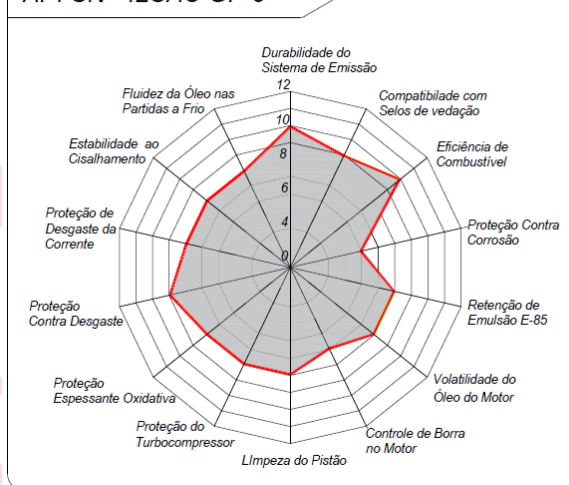 Durabilidade do
Sistema de Emissão
Fluidez da Óleo nas
Partidas a Frio
Compatibilade com
Selos de vedação
Estabilidade ao
Cisalhamento
Eficiência de
Combustível
Proteção de
Desgaste da
Corrente
Proteção Contra
Corrosão
Proteção
Contra Desgaste
Retenção de
Emulsão E-85
Proteção
Espessante Oxidativa
Volatilidade do
Óleo do Motor
Proteção do
Turbocompressor
Controle de Borra
no Motor
LImpeza do Pistão
12
10
8
6
4
0